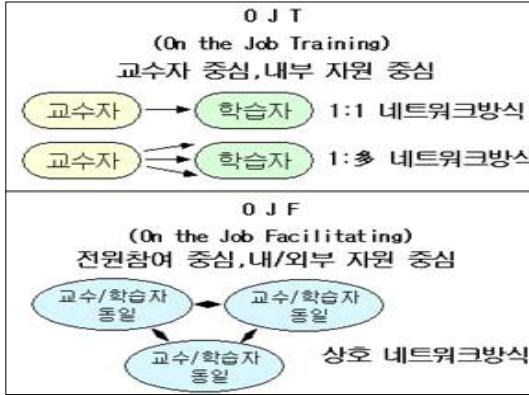 O J T
(On the Job Training)
교수자 중심,내부 자원 중심
교수자 학습자 1:1 네트워크방식
교수자 학습자 1:多 네트워크방식
O J F
(On the Job Facilitating)
전원참여 중심,내/외부 자원 중심
교수/학습자 교수/학습자
동일 동일
교수/학습자
동일
상호 네트워크방식